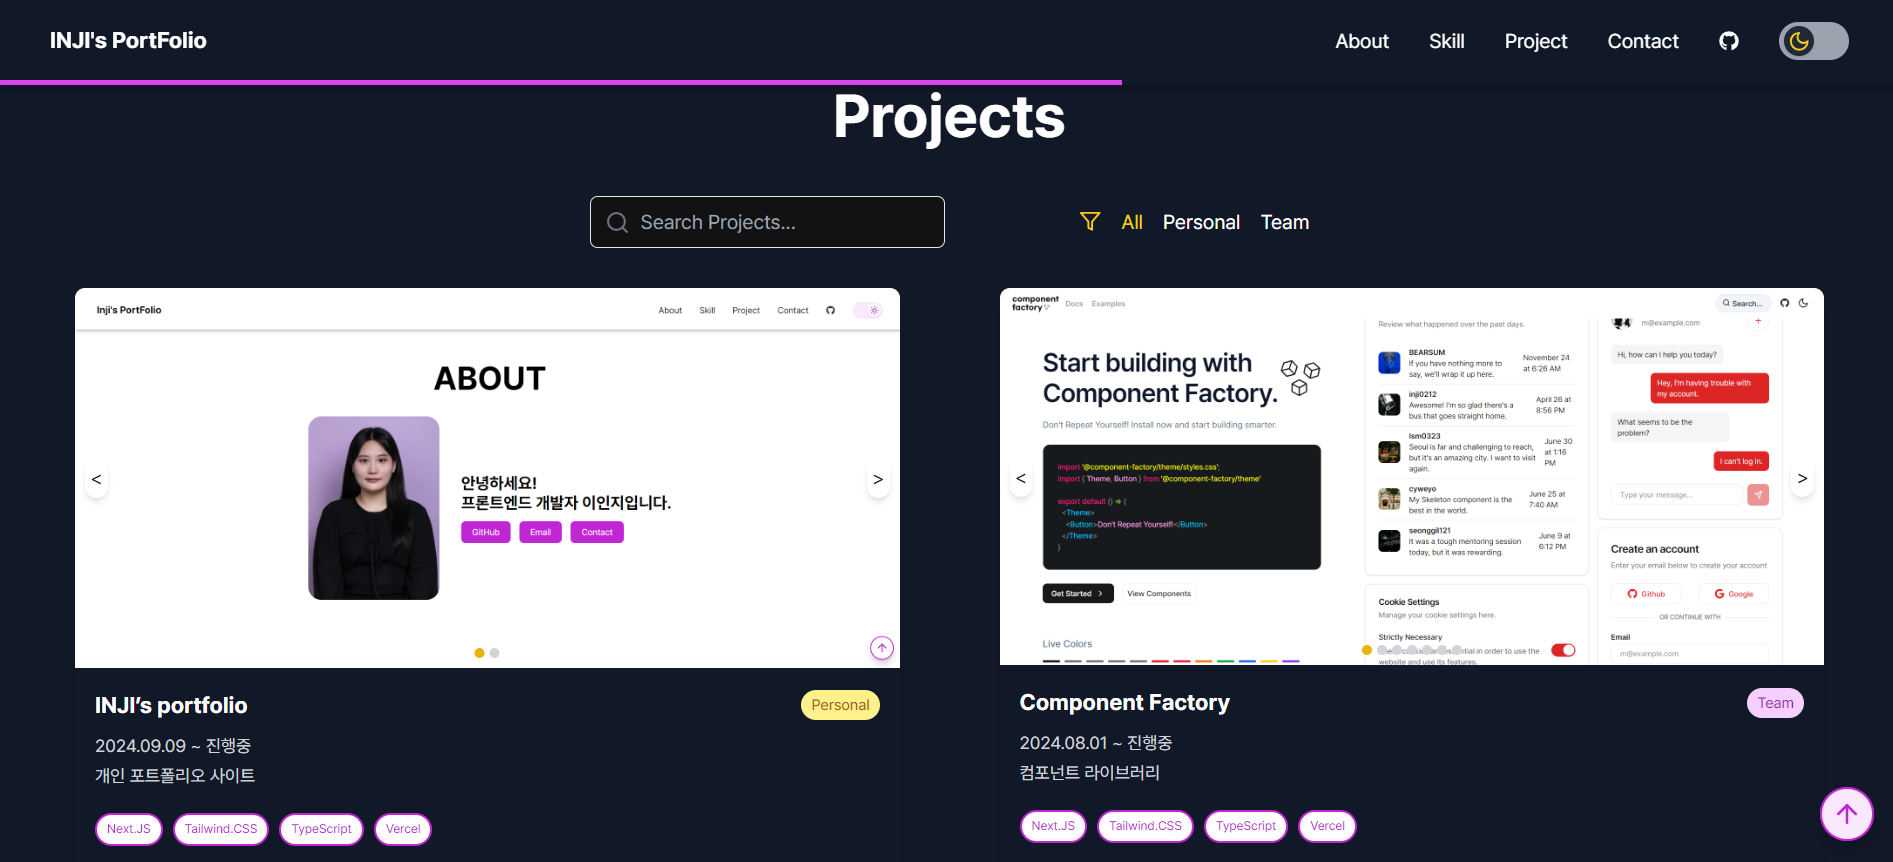 INJI's PortFolio
About Skill Project Contact
Projects
Search Projects...
All Personal Team
Inji's PortFolio
About Skill Project Contact
ABOUT
안녕하세요!
프론트엔드 개발자 이인지입니다.
GitHub Email Contact
<
>
INJI's portfolio
Personal
2024.09.09 ~ 진행중
개인 포트폴리오 사이트
Next.JS Tailwind.CSS TypeScript Vercel
component
factory
Docs Examples
Search...
Start building with
Component Factory.
Don't Repeat Yourself! Install now and start building smarter.
import '@component-factory/theme/styles.css';
import { Theme, Button } from '@component-factory/theme'
export default () => {
<Theme>
<Button>Don't Repeat Yourself!</Button>
</Theme>
}
Get Started >
View Components
Live Colors
<
>
Review what happened over the past days.
BEARSUM
If you have nothing more to
say, we'll wrap it up here.
November 24
at 6:26 AM
inji0212
Awesome! I'm so glad there's a
bus that goes straight home.
April 26 at
8:56 PM
lsm0323
Seoul is far and challenging to reach,
but it's an amazing city. I want to visit
again.
June 30
at 1:16
PM
cyweyo
My Skeleton component is the
best in the world.
June 25 at
7:40 AM
seonggil121
It was a tough mentoring session
today, but it was rewarding.
June 9 at
6:12 PM
Cookie Settings
Manage your cookie settings here.
Strictly Necessary
in order to use the
website and use its features.
m@example.com
+
Hi, how can I help you today?
Hey, I'm having trouble with
my account.
What seems to be the
problem?
I can't log in.
Type your message...
Create an account
Enter your email below to create your account
Github
Google
OR CONTINUE WITH
Email
m@example.com
Component Factory
Team
2024.08.01 ~ 진행중
컴포넌트 라이브러리
Next.JS Tailwind.CSS TypeScript Vercel